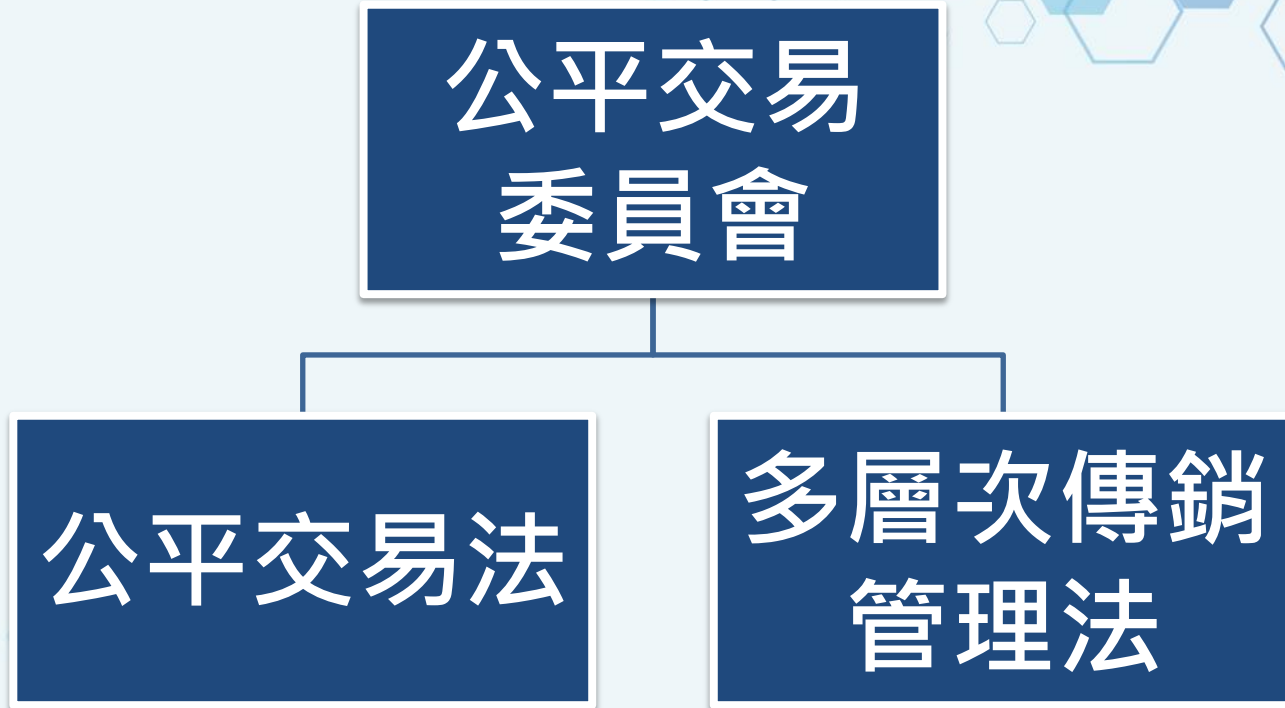 公平交易
委員會
公平交易法
多層次傳銷
管理法